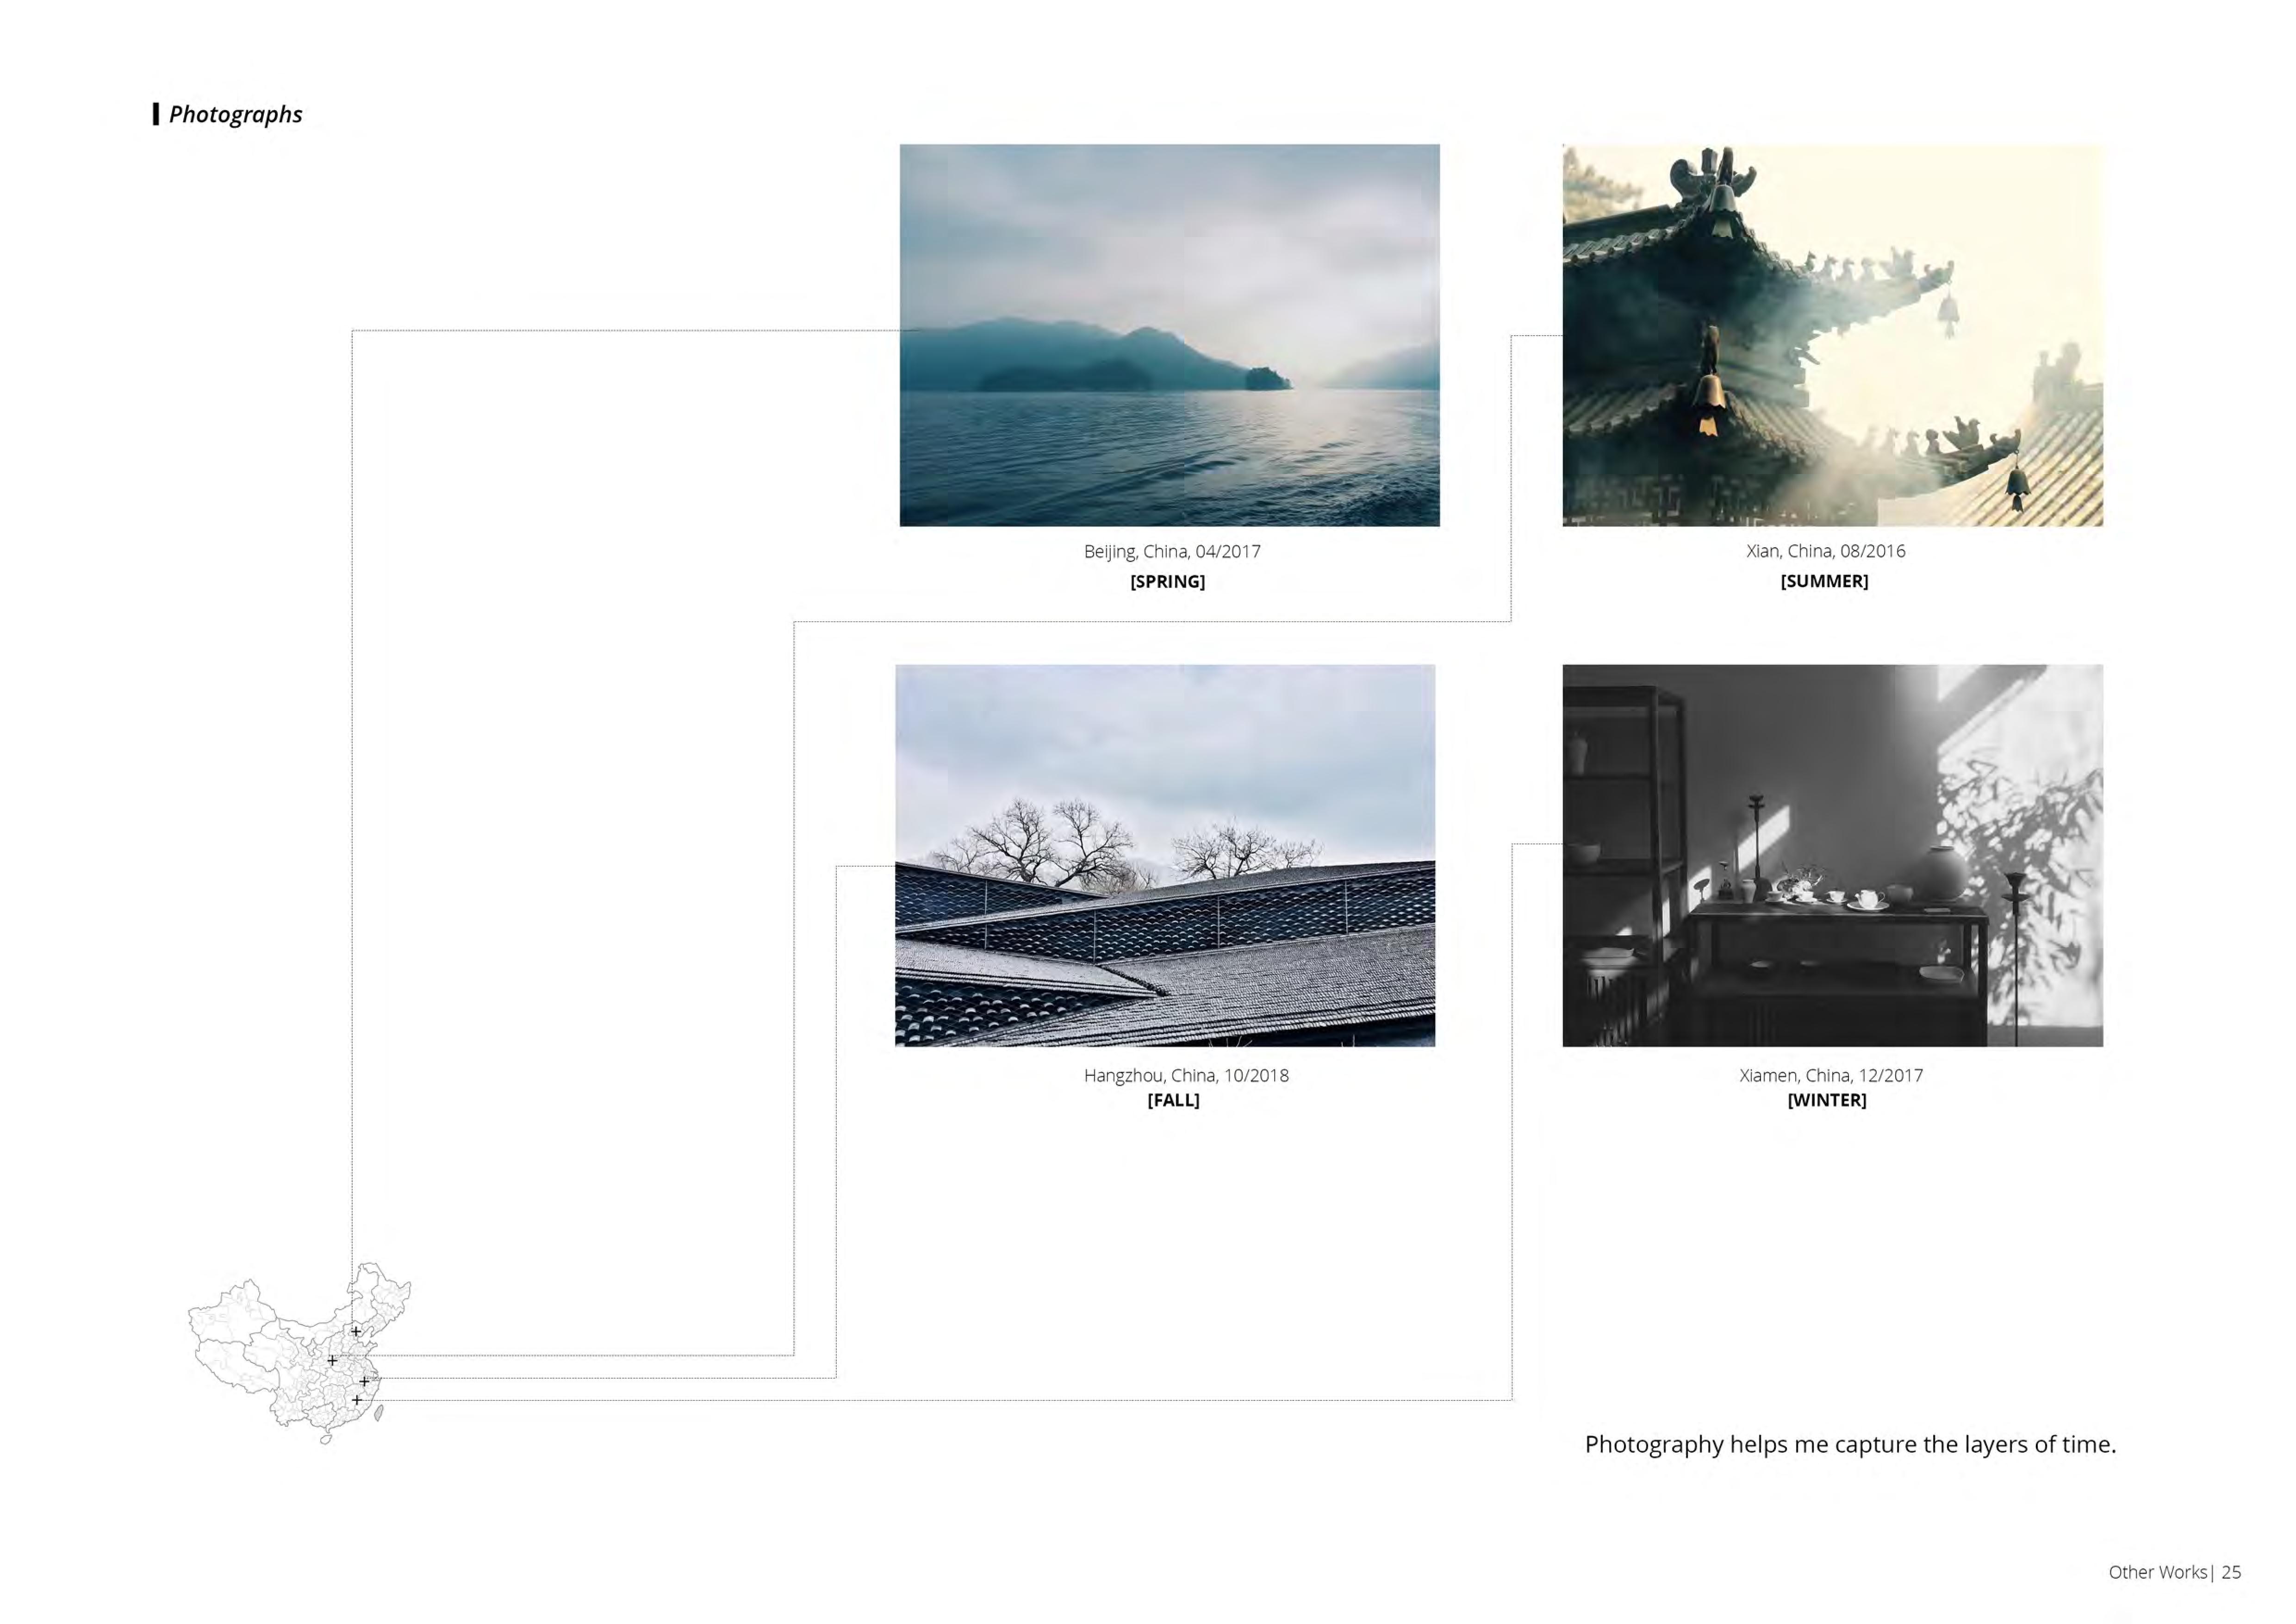 Photographs
Beijing, China, 04/2017
[SPRING]
Xian, China, 08/2016
[SUMMER]
Hangzhou, China, 10/2018
[FALL]
Xiamen, China, 12/2017
[WINTER]
Photography helps me capture the layers of time.
Other Works| 25